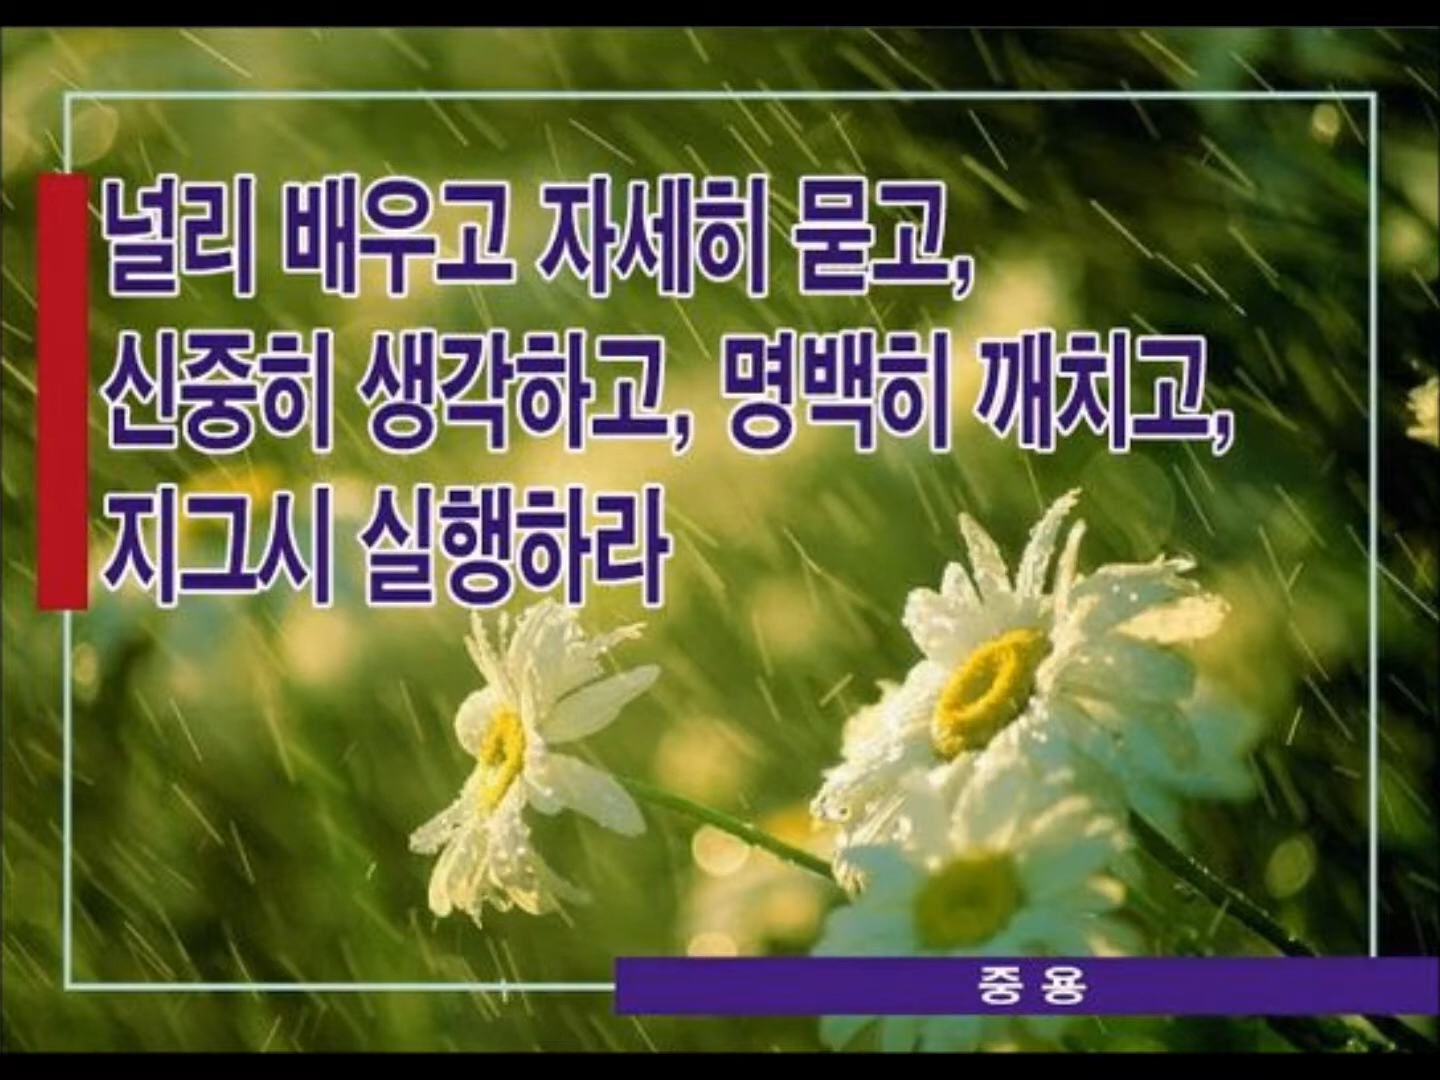 널리 배우고 자세히 묻고,
신중히 생각하고, 명백히 깨치고,
지그시 실행하라
중용